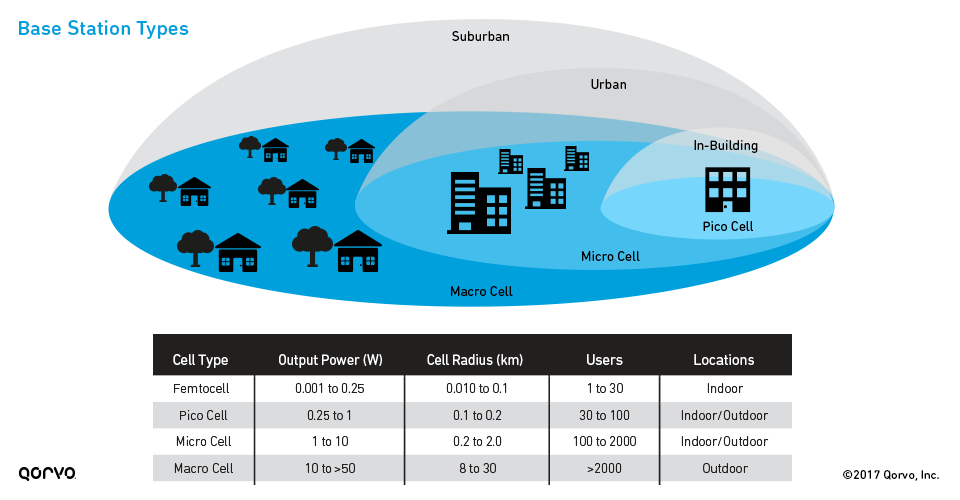 Base Station Types
Suburban
Urban
In-Building
Pico Cell
Micro Cell
Macro Cell
Cell Type Output Power (W) Cell Radius (km) Users Locations
Femtocell 0.001 to 0.25 0.010 to 0.1 1 to 30 Indoor
Pico Cell 0.25 to 1 0.1 to 0.2 30 to 100 Indoor/Outdoor
Micro Cell 1 to 10 0.2 to 2.0 100 to 2000 Indoor/Outdoor
Macro Cell 10 to >50 8 to 30 >2000 Outdoor
QORVO
©2017 Qorvo, Inc.